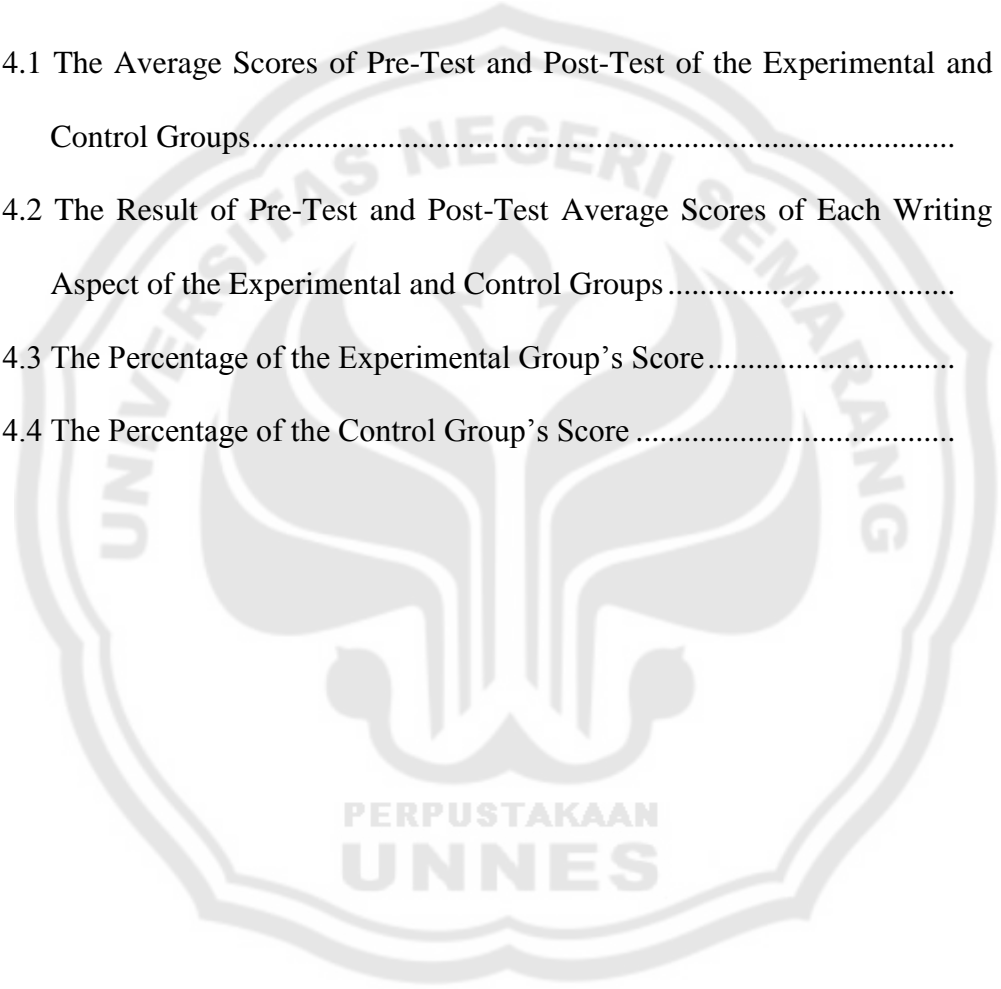 4.1 The Average Scores of Pre-Test and Post-Test of the Experimental and
Control Groups........................................................................................
4.2 The Result of Pre-Test and Post-Test Average Scores of Each Writing
Aspect of the Experimental and Control Groups....................................
4.3 The Percentage of the Experimental Group’s Score...............................
4.4 The Percentage of the Control Group’s Score........................................
UNIVERSITAS NEGERI SEMARANG
PERPUSTAKAAN
UNNES